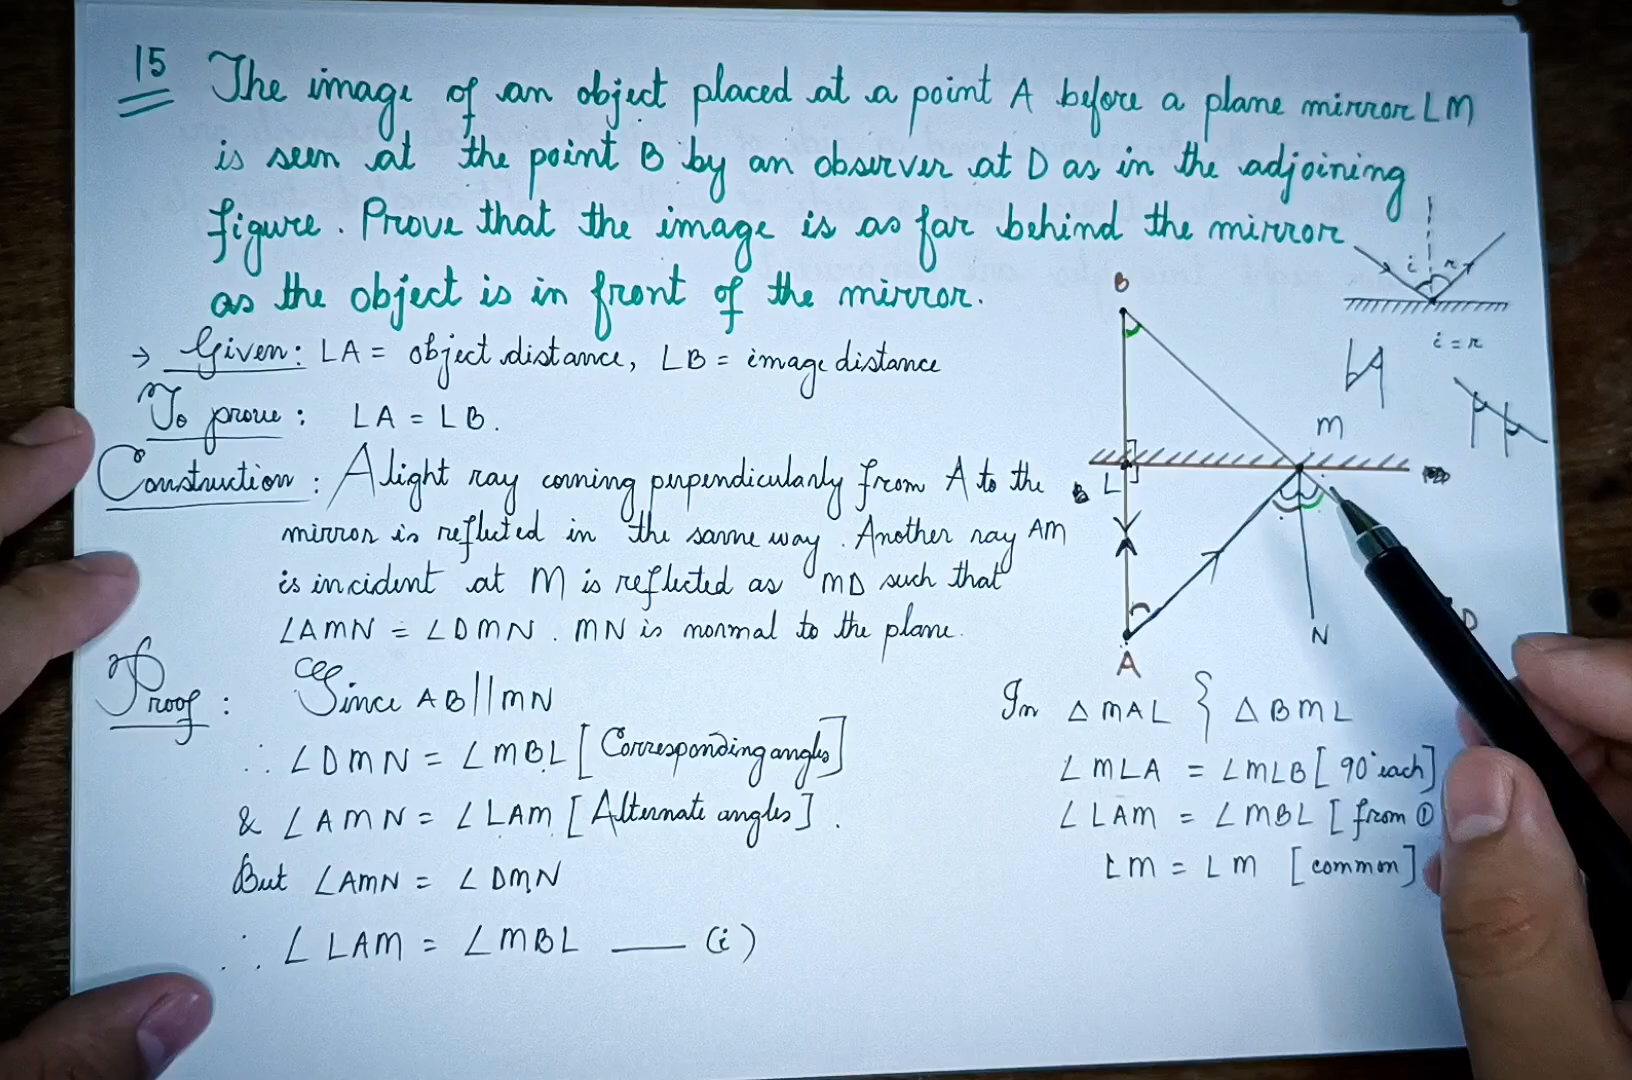 15 The image of an object placed at a point A before a plane mirror LM
is seen at the point B by an observer at D as in the adjoining
figure. Prove that the image is as far behind the mirror
as the object is in front of the mirror.
→ Given: LA = object distance, LB = image distance
To prove: LA = LB.
Construction: A light ray coming perpendicularly from A to the
mirror is reflected in the same way. Another ray AM
is incident at M is reflected as MD such that
∠AMN = ∠DMN. MN is normal to the plane.
Proof: Since AB||MN
∴ ∠DMN = ∠MBL [Corresponding angles]
& ∠AMN = ∠LAM [Alternate angles].
But ∠AMN = ∠DMN
∴ ∠LAM = ∠MBL —— (i)
i r
i = r
B
M
L
N
D
A
In △MAL } △BML
∠MLA = ∠MLB [90° each]
∠LAM = ∠MBL [from ①
LM = LM [common]